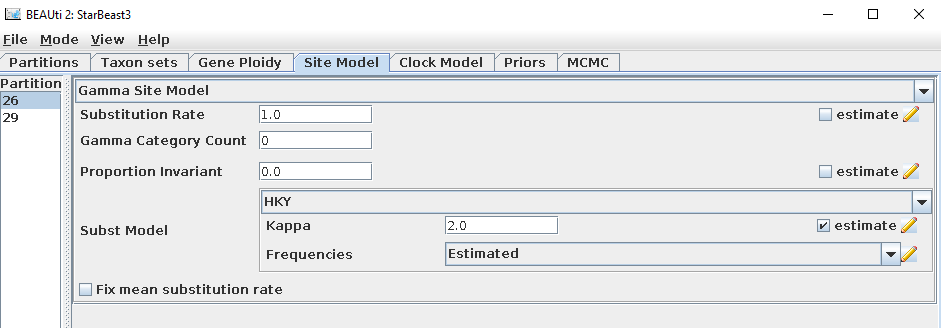 BEAUti 2: StarBeast3
File Mode View Help
Partitions Taxon sets Gene Ploidy Site Model Clock Model Priors MCMC
Partition
26
29
Gamma Site Model
Substitution Rate 1.0 estimate
Gamma Category Count 0
Proportion Invariant 0.0 estimate
Subst Model
HKY
Kappa 2.0 estimate
Frequencies Estimated
Fix mean substitution rate